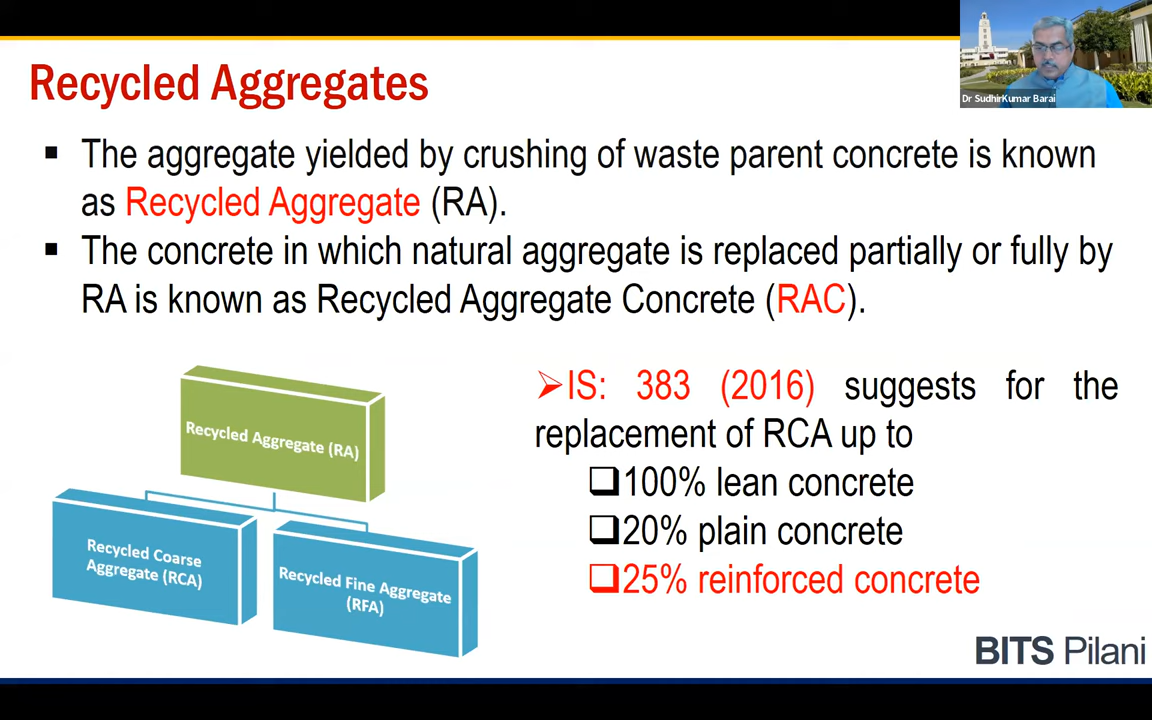 Recycled Aggregates
Dr SudhirKumar Barai
▪ The aggregate yielded by crushing of waste parent concrete is known
as Recycled Aggregate (RA).
▪ The concrete in which natural aggregate is replaced partially or fully by
RA is known as Recycled Aggregate Concrete (RAC).
Recycled Aggregate (RA)
Recycled Coarse
Aggregate (RCA)
Recycled Fine Aggregate
(RFA)
➢IS: 383 (2016) suggests for the
replacement of RCA up to
❑100% lean concrete
❑20% plain concrete
❑25% reinforced concrete
BITS Pilani